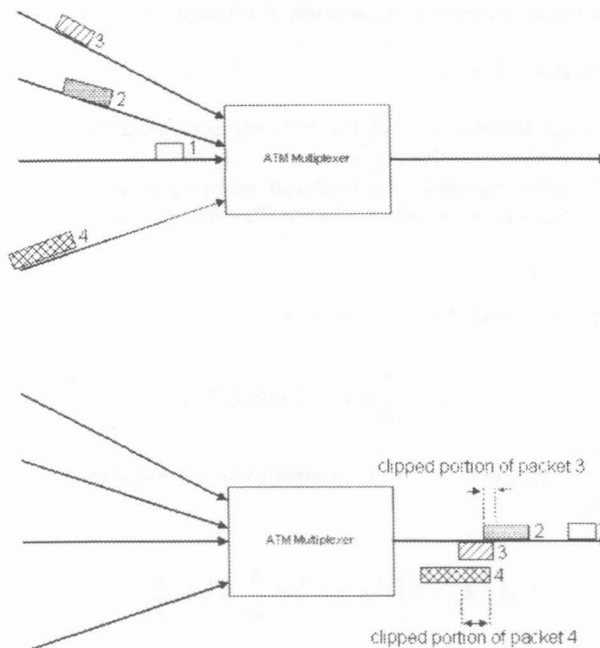 3
2
1
ATM Multiplexer
4
clipped portion of packet 3
ATM Multiplexer
2
3
4
clipped portion of packet 4